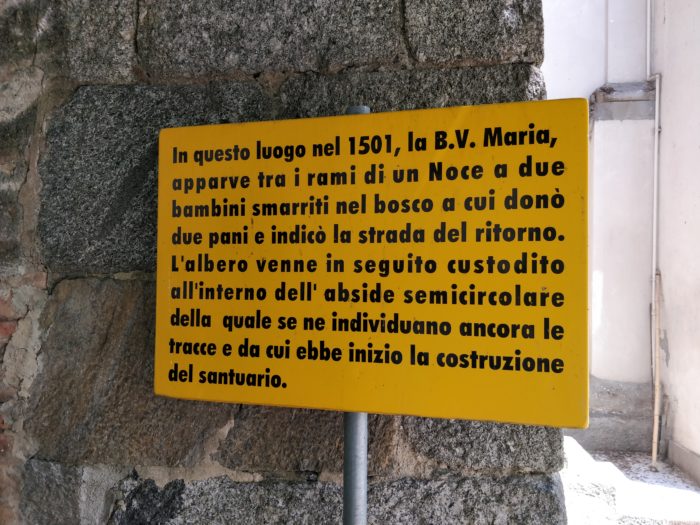 In questo luogo nel 1501, la B.V. Maria,
apparve tra i rami di un Noce a due
bambini smarriti nel bosco a cui donò
due pani e indicò la strada del ritorno.
L'albero venne in seguito custodito
all'interno dell' abside semicircolare
della quale se ne individuano ancora le
tracce e da cui ebbe inizio la costruzione
del santuario.